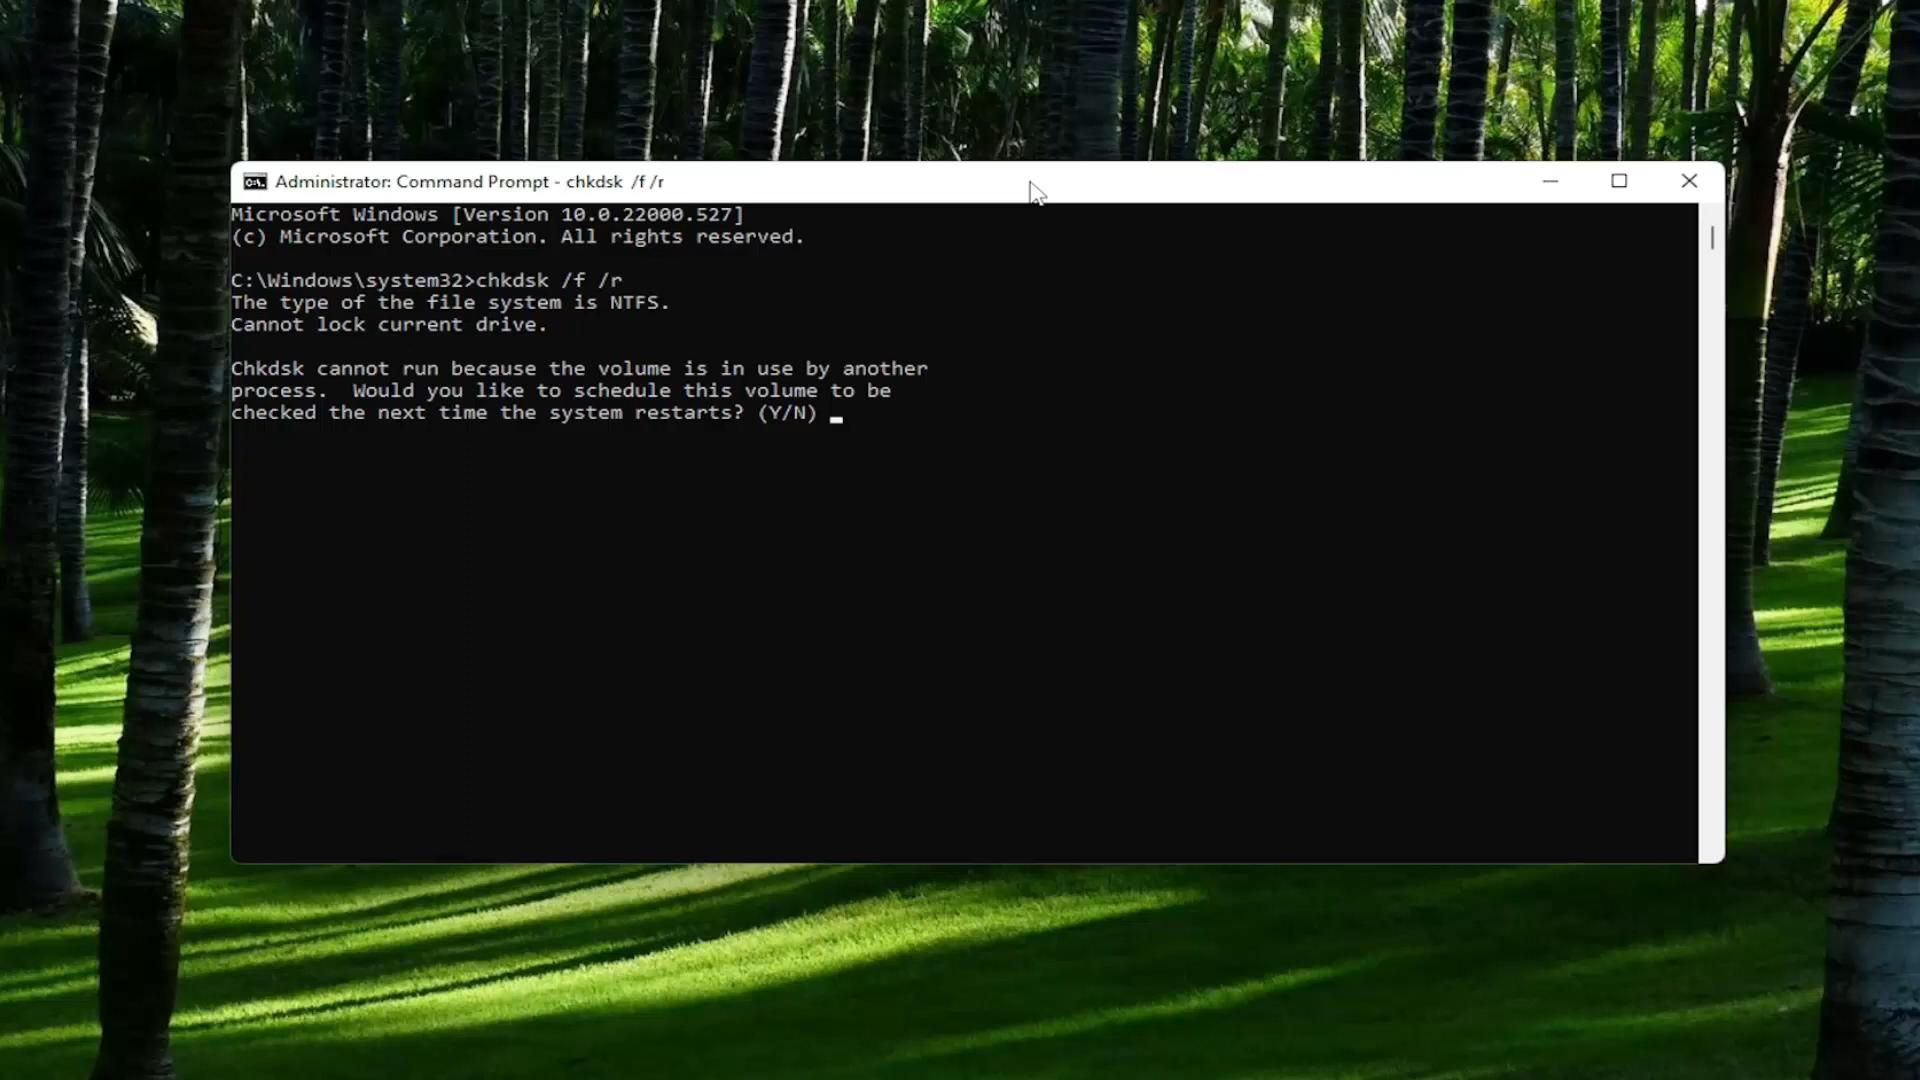 Administrator: Command Prompt - chkdsk  /f /r
Microsoft Windows [Version 10.0.22000.527]
(c) Microsoft Corporation. All rights reserved.
C:\Windows\system32>chkdsk /f /r
The type of the file system is NTFS.
Cannot lock current drive.
Chkdsk cannot run because the volume is in use by another
process.  Would you like to schedule this volume to be
checked the next time the system restarts? (Y/N)